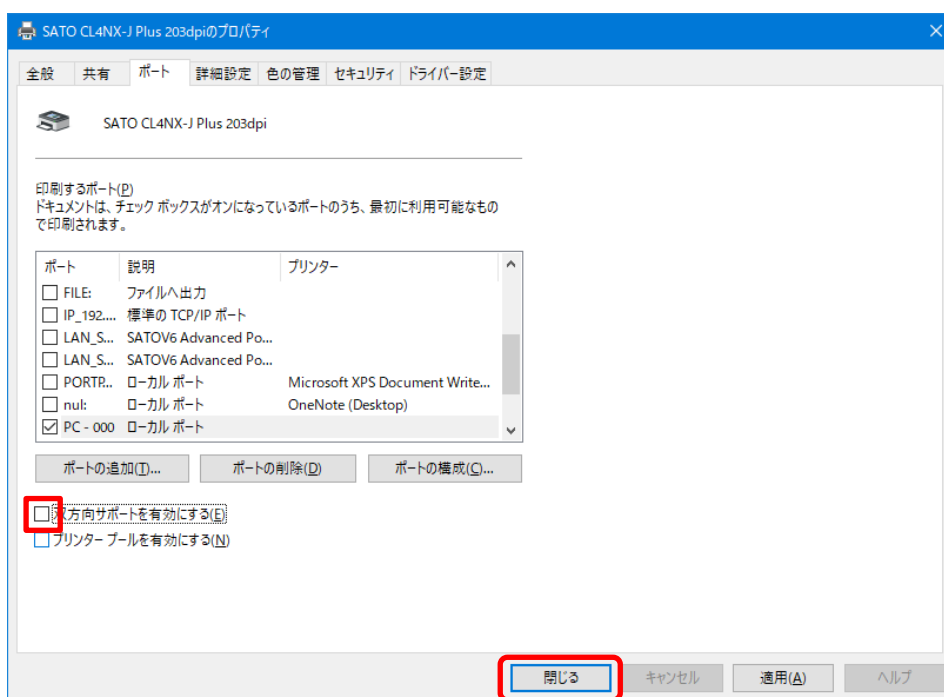 SATO CL4NX-J Plus 203dpiのプロパティ
全般 共有 ポート 詳細設定 色の管理 セキュリティ ドライバー設定
SATO CL4NX-J Plus 203dpi
印刷するポート(P)
ドキュメントは、チェック ボックスがオンになっているポートのうち、最初に利用可能なもの
で印刷されます。
ポート 説明 プリンター
FILE: ファイルへ出力
IP_192.... 標準の TCP/IP ポート
LAN_S... SATOV6 Advanced Po...
LAN_S... SATOV6 Advanced Po...
PORTP... ローカル ポート Microsoft XPS Document Write...
nul: ローカル ポート OneNote (Desktop)
PC - 000 ローカル ポート
ポートの追加(T)... ポートの削除(D) ポートの構成(C)...
双方向サポートを有効にする(E)
プリンター プールを有効にする(N)
閉じる キャンセル 適用(A) ヘルプ